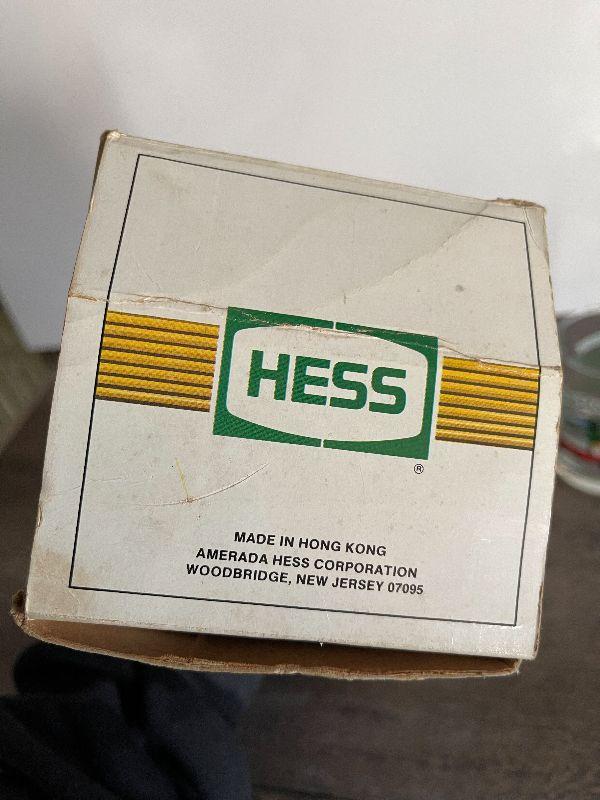 HESS
®
MADE IN HONG KONG
AMERADA HESS CORPORATION
WOODBRIDGE, NEW JERSEY 07095